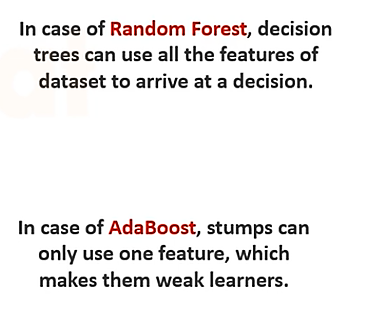 In case of Random Forest, decision
trees can use all the features of
dataset to arrive at a decision.
In case of AdaBoost, stumps can
only use one feature, which
makes them weak learners.